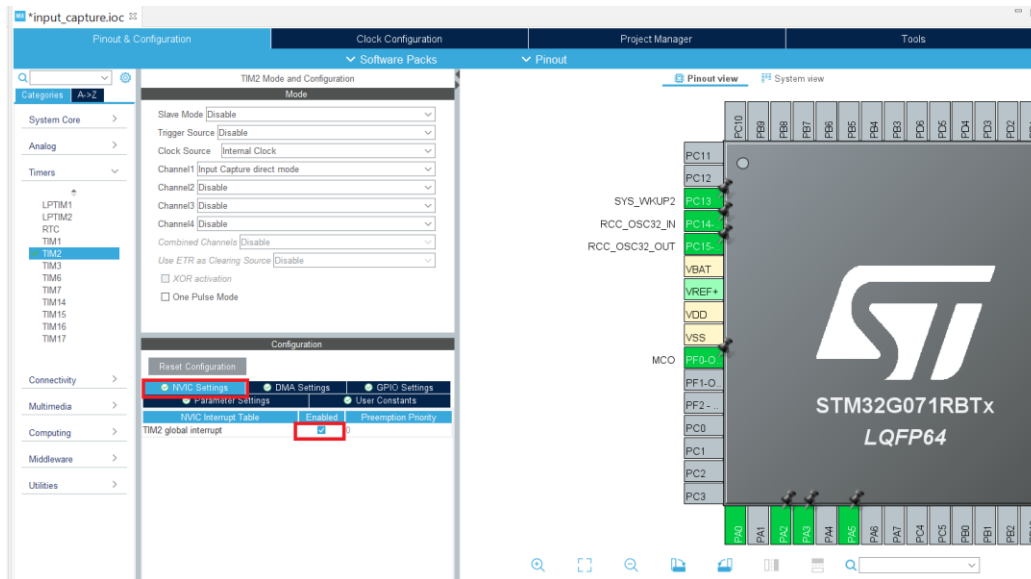 *input_capture.ioc
Pinout & Configuration
Clock Configuration
Project Manager
Tools
Software Packs
Pinout
Categories
A->Z
System Core
Analog
Timers
LPTIM1
LPTIM2
RTC
TIM1
TIM2
TIM3
TIM6
TIM7
TIM14
TIM15
TIM16
TIM17
Connectivity
Multimedia
Computing
Middleware
Utilities
TIM2 Mode and Configuration
Mode
Slave Mode Disable
Trigger Source Disable
Clock Source Internal Clock
Channel1 Input Capture direct mode
Channel2 Disable
Channel3 Disable
Channel4 Disable
Combined Channels Disable
Use ETR as Clearing Source Disable
XOR activation
One Pulse Mode
Configuration
Reset Configuration
NVIC Settings
DMA Settings
GPIO Settings
Parameter Settings
User Constants
NVIC Interrupt Table
Enabled
Preemption Priority
TIM2 global interrupt
0
Pinout view
System view
PC10
PB9
PB8
PB7
PB6
PB5
PB4
PB3
PD6
PD5
PD4
PD3
PD2
PC11
PC12
SYS_WKUP2 PC13
RCC_OSC32_IN PC14-
RCC_OSC32_OUT PC15-
VBAT
VREF+
VDD
VSS
MCO PF0-O..
PF1-O..
PF2 - ..
PC0
PC1
PC2
PC3
ST
STM32G071RBTx
LQFP64
PA0
PA1
PA2
PA3
PA4
PA5
PA6
PA7
PC4
PC5
PB0
PB1
PB2